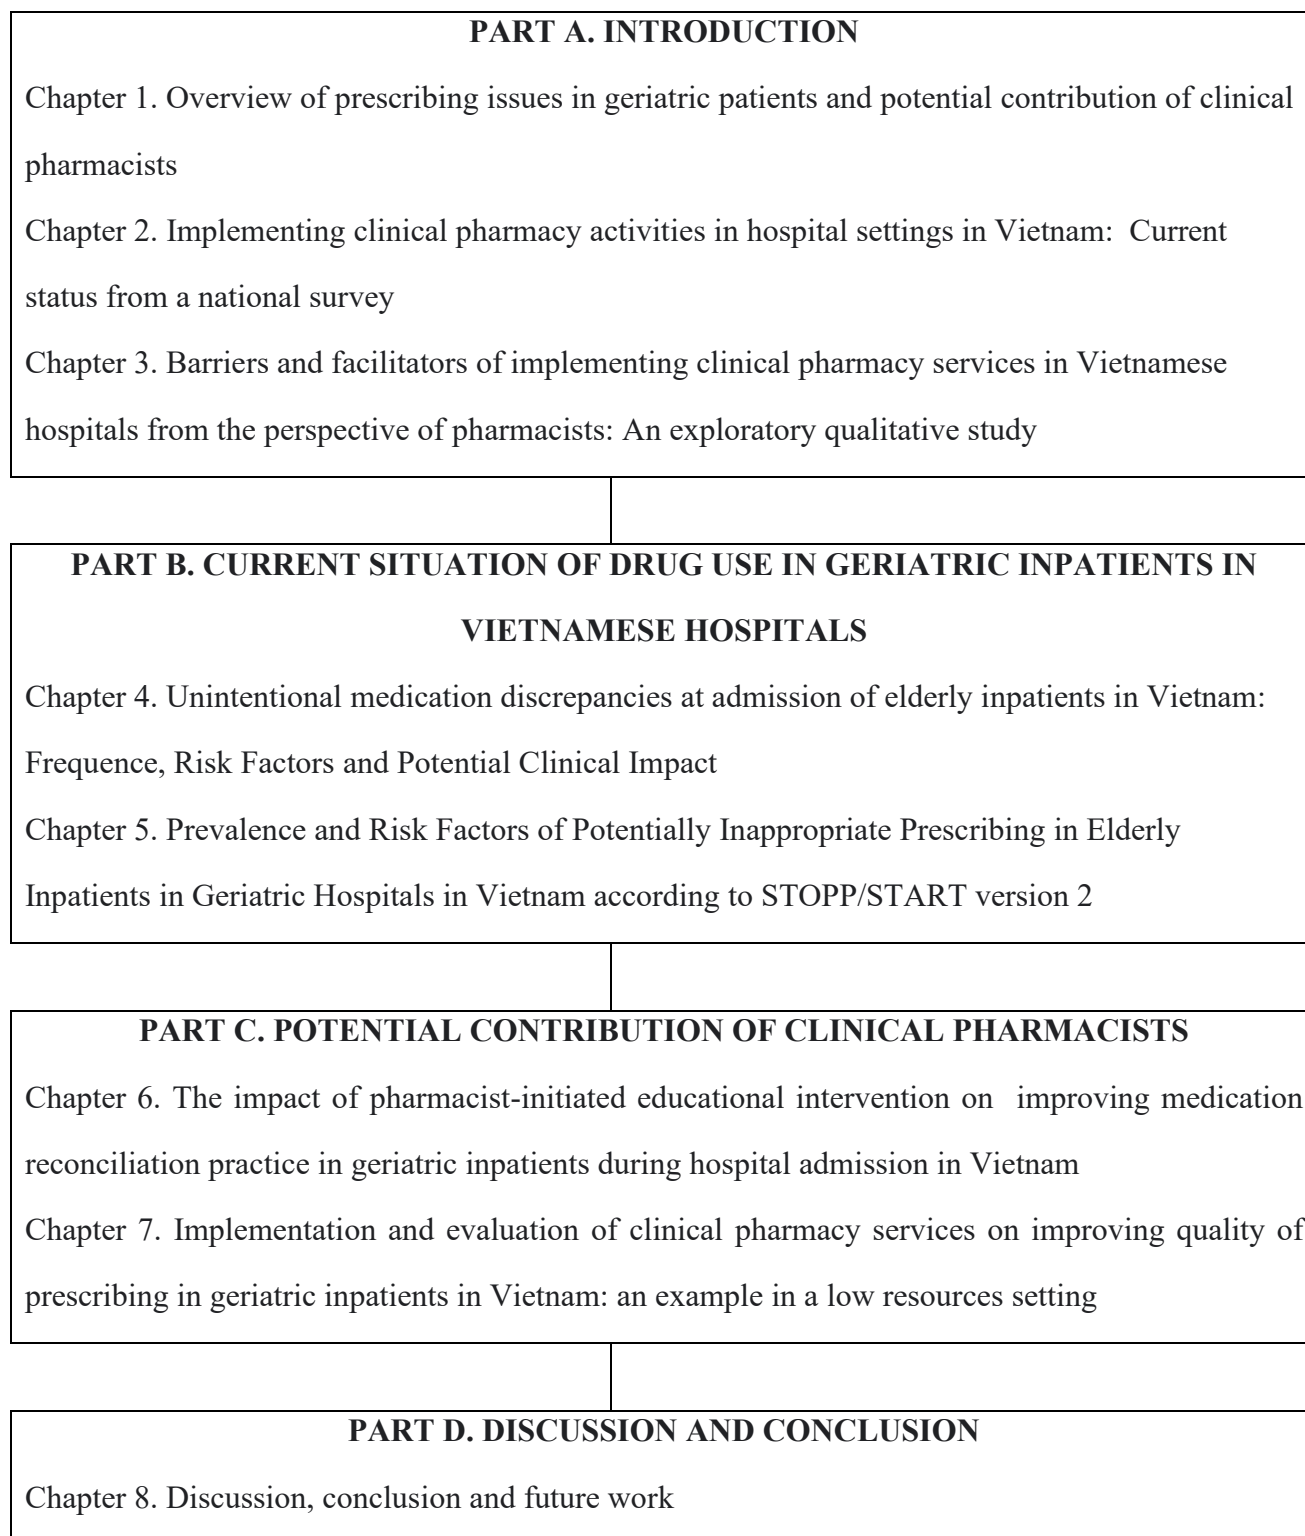 PART A. INTRODUCTION
Chapter 1. Overview of prescribing issues in geriatric patients and potential contribution of clinical
pharmacists
Chapter 2. Implementing clinical pharmacy activities in hospital settings in Vietnam:  Current
status from a national survey
Chapter 3. Barriers and facilitators of implementing clinical pharmacy services in Vietnamese
hospitals from the perspective of pharmacists: An exploratory qualitative study
PART B. CURRENT SITUATION OF DRUG USE IN GERIATRIC INPATIENTS IN
VIETNAMESE HOSPITALS
Chapter 4. Unintentional medication discrepancies at admission of elderly inpatients in Vietnam:
Frequence, Risk Factors and Potential Clinical Impact
Chapter 5. Prevalence and Risk Factors of Potentially Inappropriate Prescribing in Elderly
Inpatients in Geriatric Hospitals in Vietnam according to STOPP/START version 2
PART C. POTENTIAL CONTRIBUTION OF CLINICAL PHARMACISTS
Chapter 6. The impact of pharmacist-initiated educational intervention on  improving medication
reconciliation practice in geriatric inpatients during hospital admission in Vietnam
Chapter 7. Implementation and evaluation of clinical pharmacy services on improving quality of
prescribing in geriatric inpatients in Vietnam: an example in a low resources setting
PART D. DISCUSSION AND CONCLUSION
Chapter 8. Discussion, conclusion and future work